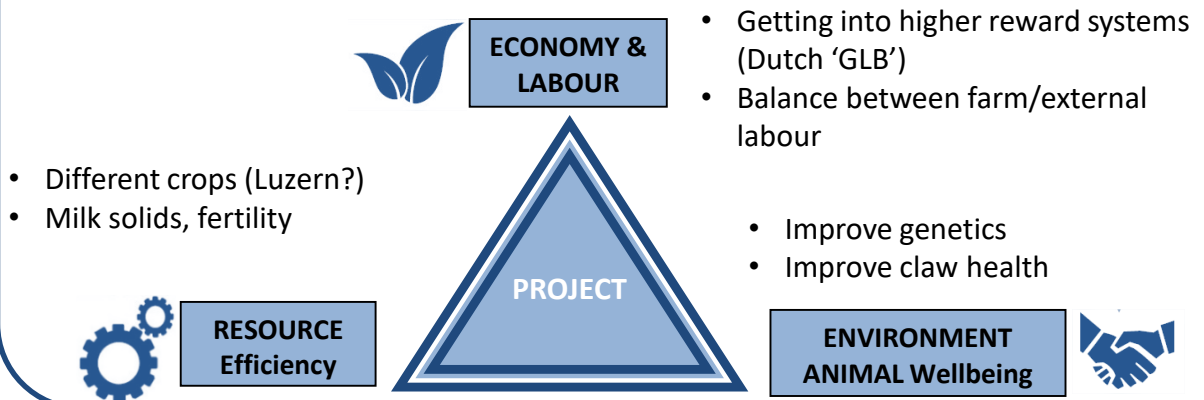 ECONOMY &
LABOUR
• Getting into higher reward systems
(Dutch ‘GLB’)
• Balance between farm/external
labour
• Different crops (Luzern?)
• Milk solids, fertility
• Improve genetics
• Improve claw health
PROJECT
RESOURCE
Efficiency
ENVIRONMENT
ANIMAL Wellbeing